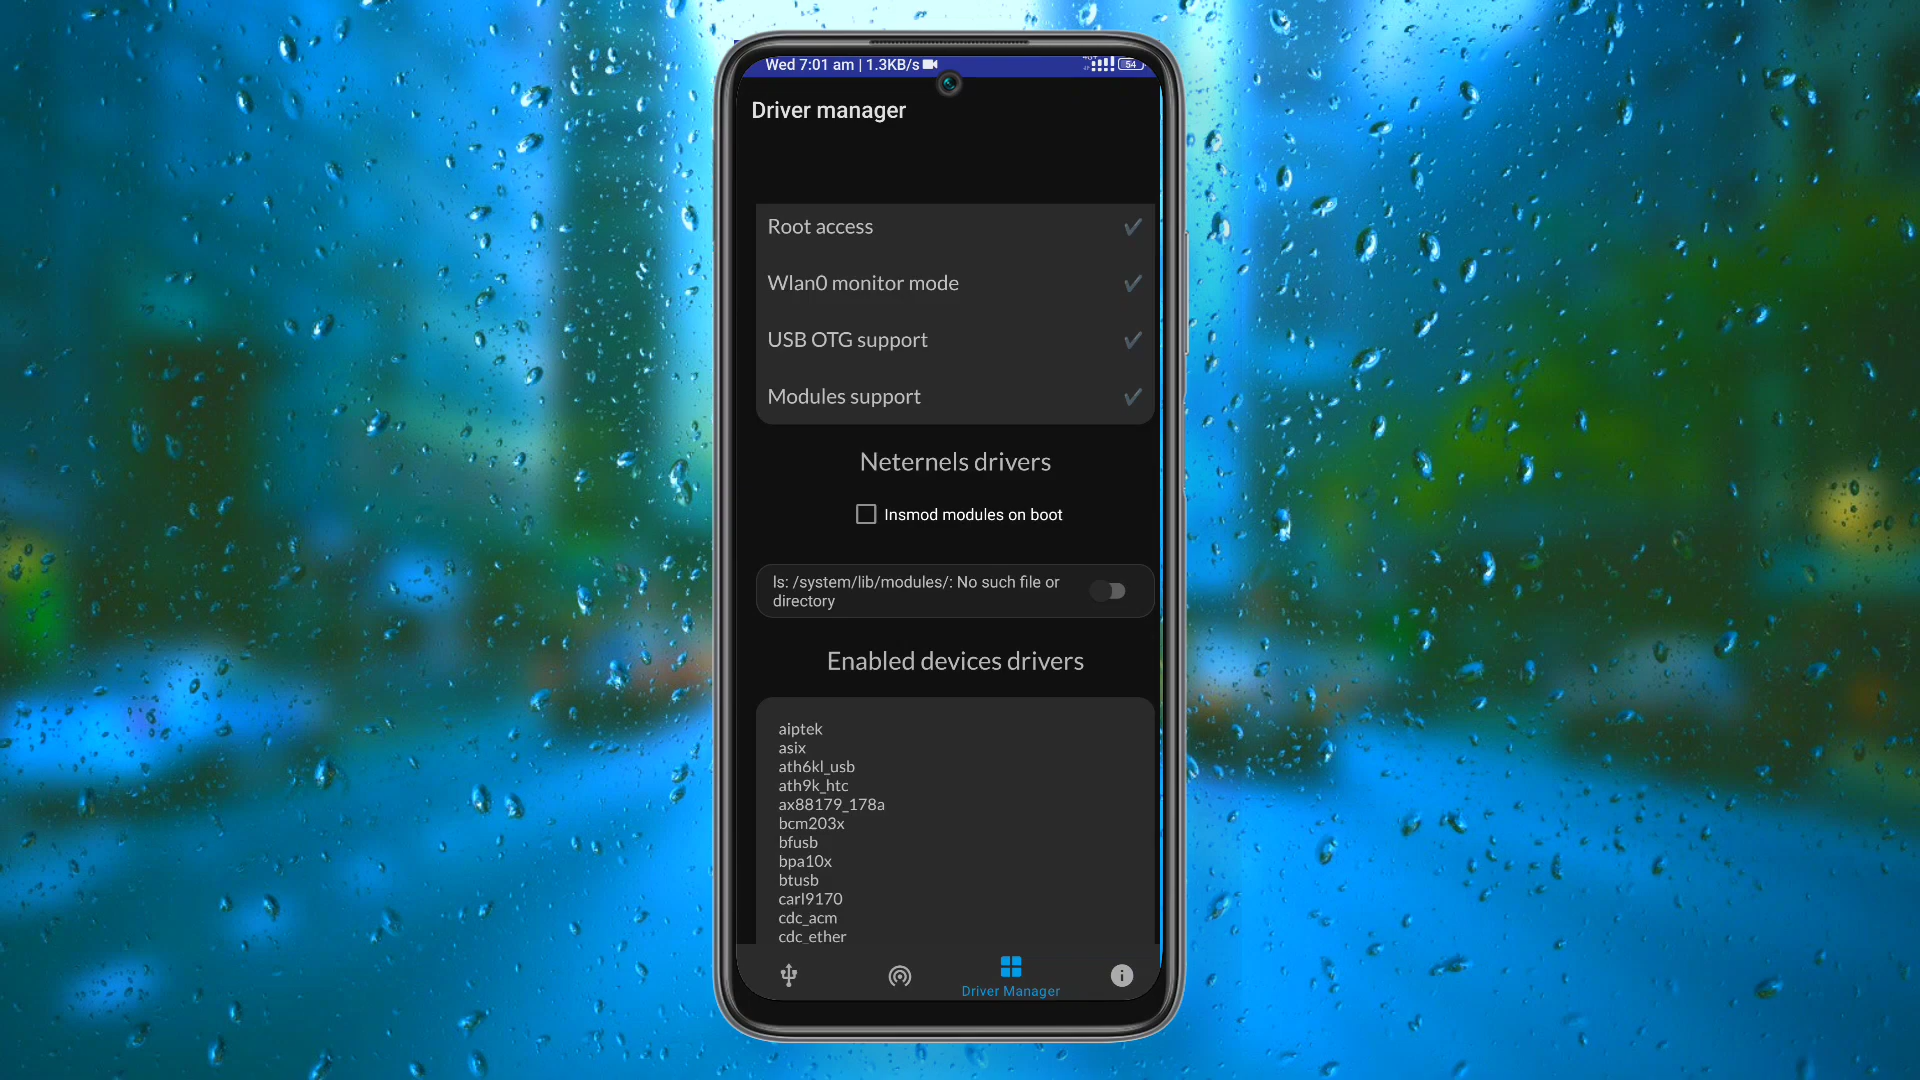 Wed 7:01 am | 1.3KB/s
54
Driver manager
Root access
Wlan0 monitor mode
USB OTG support
Modules support
Neternels drivers
Insmod modules on boot
ls: /system/lib/modules/: No such file or
directory
Enabled devices drivers
aiptek
asix
ath6kl_usb
ath9k_htc
ax88179_178a
bcm203x
bfusb
bpa10x
btusb
carl9170
cdc_acm
cdc_ether
Driver Manager